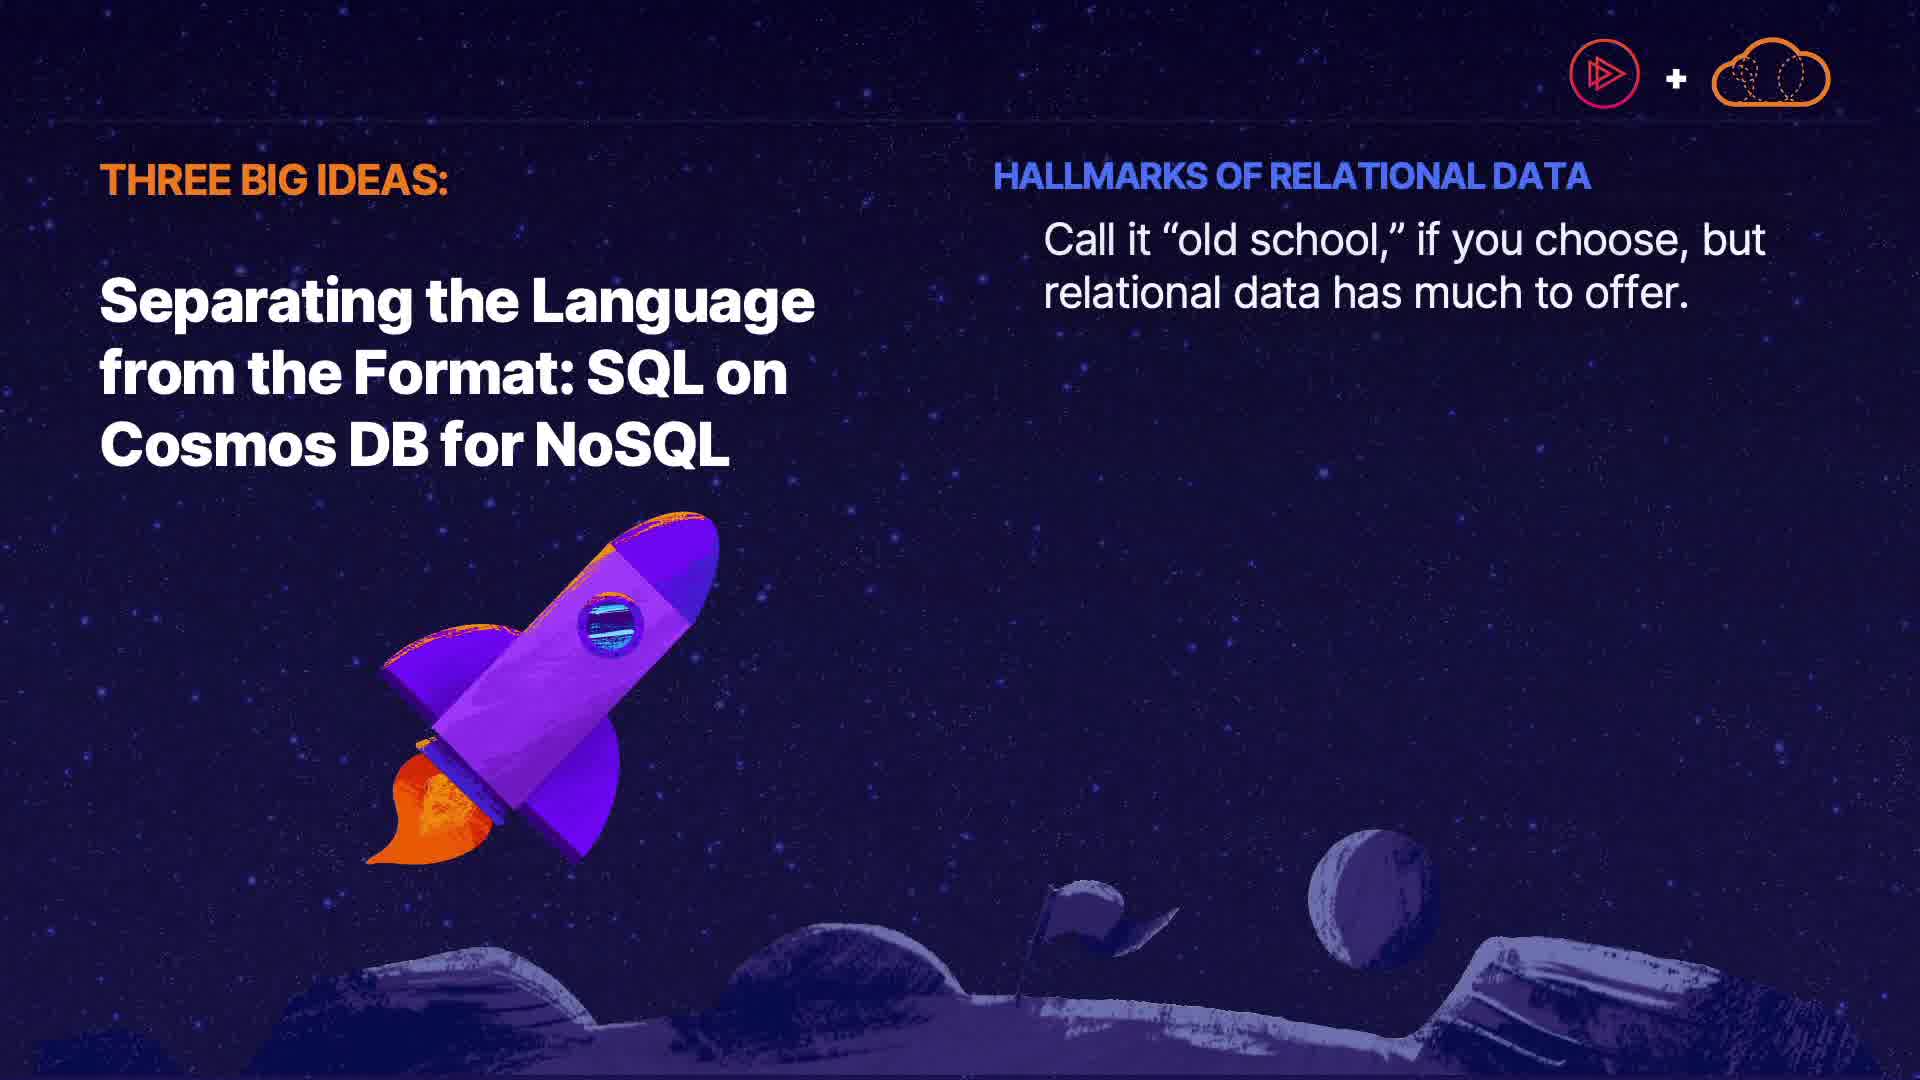 THREE BIG IDEAS:
Separating the Language
from the Format: SQL on
Cosmos DB for NoSQL
HALLMARKS OF RELATIONAL DATA
Call it “old school,” if you choose, but
relational data has much to offer.